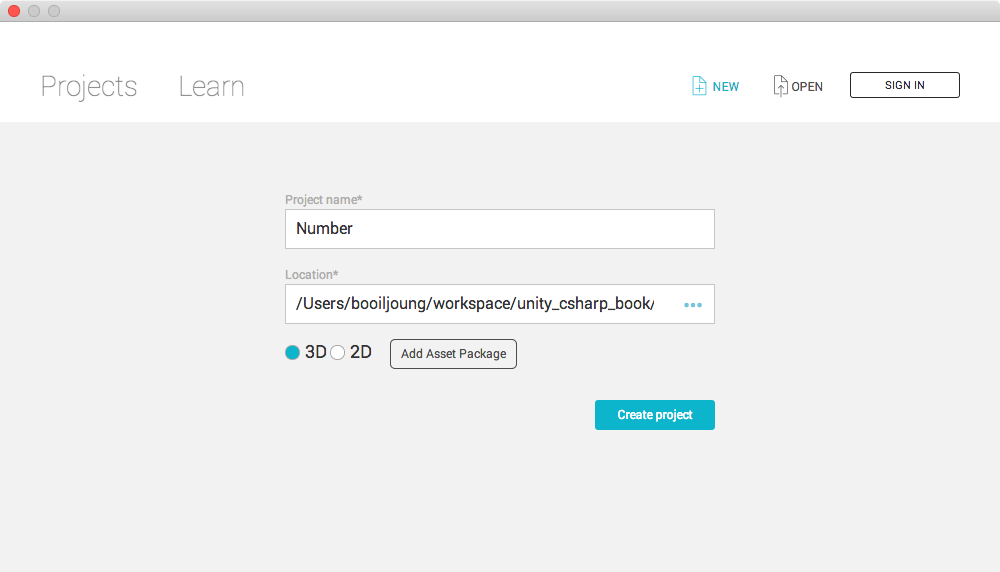 Projects Learn NEW OPEN SIGN IN
Project name*
Number
Location*
/Users/booiljoung/workspace/unity_csharp_book/
3D 2D Add Asset Package
Create project